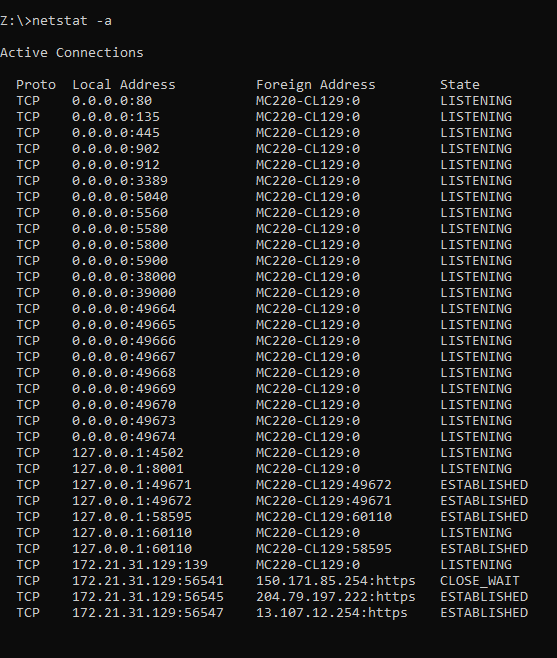 Z:\>netstat -a
Active Connections
Proto  Local Address          Foreign Address        State
TCP    0.0.0.0:80             MC220-CL129:0          LISTENING
TCP    0.0.0.0:135            MC220-CL129:0          LISTENING
TCP    0.0.0.0:445            MC220-CL129:0          LISTENING
TCP    0.0.0.0:902            MC220-CL129:0          LISTENING
TCP    0.0.0.0:912            MC220-CL129:0          LISTENING
TCP    0.0.0.0:3389           MC220-CL129:0          LISTENING
TCP    0.0.0.0:5040           MC220-CL129:0          LISTENING
TCP    0.0.0.0:5560           MC220-CL129:0          LISTENING
TCP    0.0.0.0:5580           MC220-CL129:0          LISTENING
TCP    0.0.0.0:5800           MC220-CL129:0          LISTENING
TCP    0.0.0.0:5900           MC220-CL129:0          LISTENING
TCP    0.0.0.0:38000          MC220-CL129:0          LISTENING
TCP    0.0.0.0:39000          MC220-CL129:0          LISTENING
TCP    0.0.0.0:49664          MC220-CL129:0          LISTENING
TCP    0.0.0.0:49665          MC220-CL129:0          LISTENING
TCP    0.0.0.0:49666          MC220-CL129:0          LISTENING
TCP    0.0.0.0:49667          MC220-CL129:0          LISTENING
TCP    0.0.0.0:49668          MC220-CL129:0          LISTENING
TCP    0.0.0.0:49669          MC220-CL129:0          LISTENING
TCP    0.0.0.0:49670          MC220-CL129:0          LISTENING
TCP    0.0.0.0:49673          MC220-CL129:0          LISTENING
TCP    0.0.0.0:49674          MC220-CL129:0          LISTENING
TCP    127.0.0.1:4502         MC220-CL129:0          LISTENING
TCP    127.0.0.1:8001         MC220-CL129:0          LISTENING
TCP    127.0.0.1:49671        MC220-CL129:49672      ESTABLISHED
TCP    127.0.0.1:49672        MC220-CL129:49671      ESTABLISHED
TCP    127.0.0.1:58595        MC220-CL129:60110      ESTABLISHED
TCP    127.0.0.1:60110        MC220-CL129:0          LISTENING
TCP    127.0.0.1:60110        MC220-CL129:58595      ESTABLISHED
TCP    172.21.31.129:139      MC220-CL129:0          LISTENING
TCP    172.21.31.129:56541    150.171.85.254:https   CLOSE_WAIT
TCP    172.21.31.129:56545    204.79.197.222:https   ESTABLISHED
TCP    172.21.31.129:56547    13.107.12.254:https    ESTABLISHED